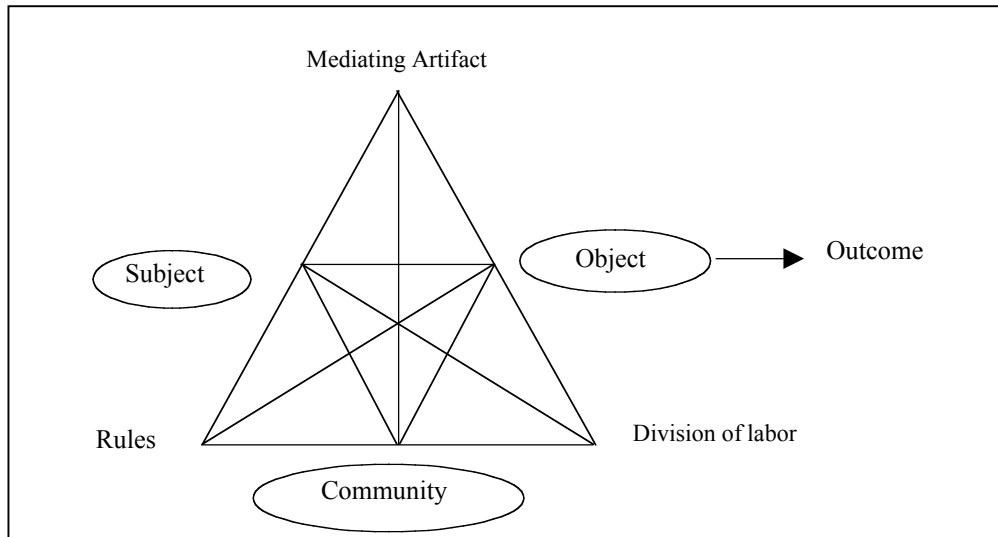 Mediating Artifact
Subject
Object
Outcome
Rules
Division of labor
Community